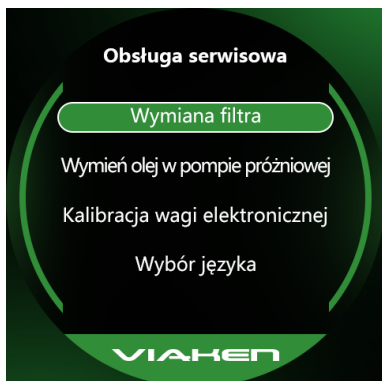 Obsługa serwisowa
Wymiana filtra
Wymień olej w pompie próżniowej
Kalibracja wagi elektronicznej
Wybór języka
VIAKEN